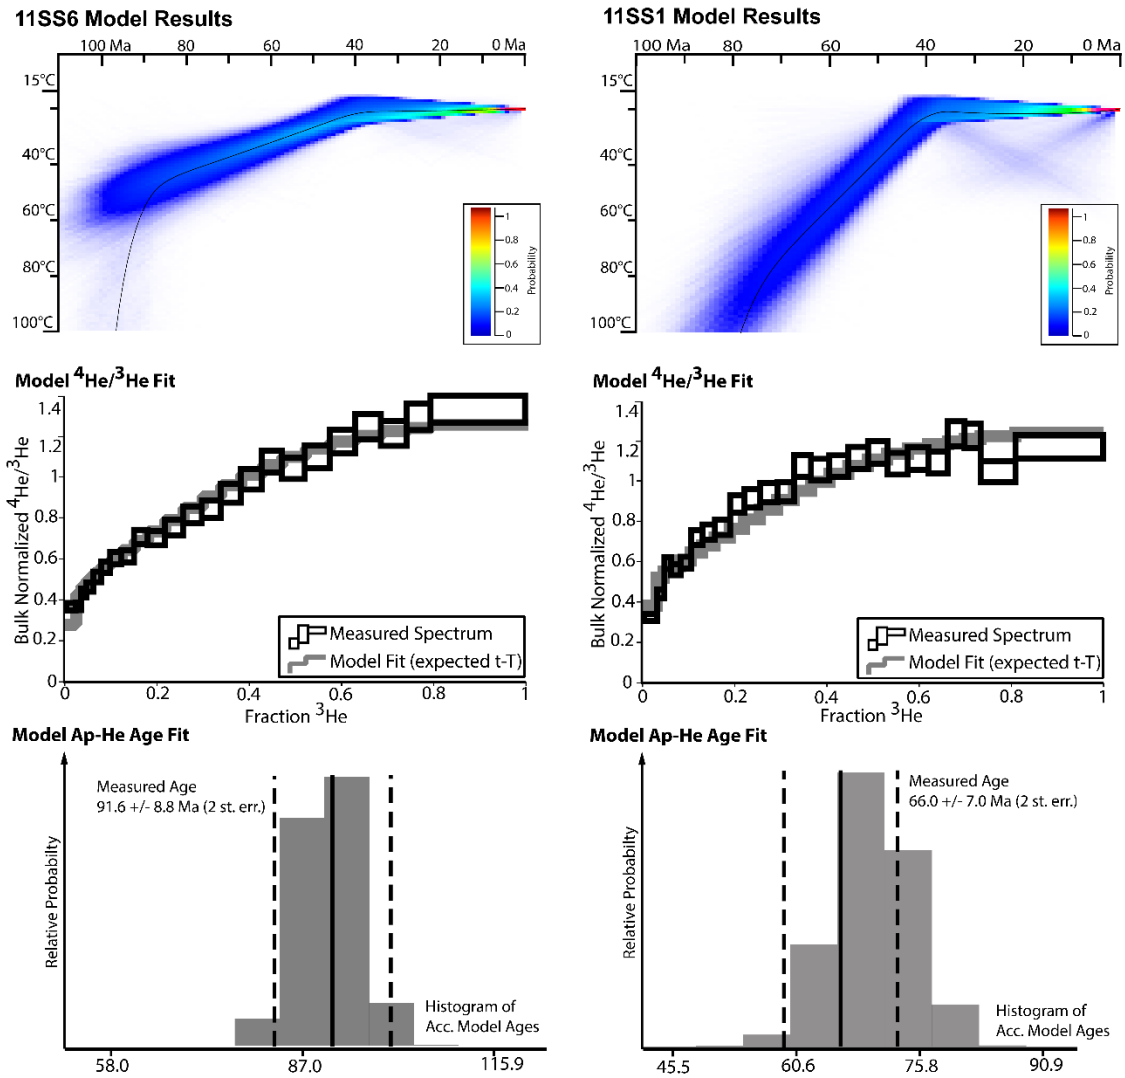 11SS6 Model Results
100 Ma 80 60 40 20 0 Ma
15°C
40°C
60°C
80°C
100°C
1
0.8
0.6
0.4
0.2
0
Probability
Model ⁴He/³He Fit
1.4
1.2
1
0.8
0.6
0.4
0.2
0
Bulk Normalized ⁴He/³He
Measured Spectrum
Model Fit (expected t-T)
0 0.2 0.4 0.6 0.8 1
Fraction ³He
Model Ap-He Age Fit
Measured Age
91.6 +/- 8.8 Ma (2 st. err.)
Relative Probabilty
Histogram of
Acc. Model Ages
58.0 87.0 115.9
11SS1 Model Results
100 Ma 80 60 40 20 0 Ma
15°C
40°C
60°C
80°C
100°C
1
0.8
0.6
0.4
0.2
0
Probability
Model ⁴He/³He Fit
1.4
1.2
1
0.8
0.6
0.4
0.2
0
Bulk Normalized ⁴He/³He
Measured Spectrum
Model Fit (expected t-T)
0 0.2 0.4 0.6 0.8 1
Fraction ³He
Model Ap-He Age Fit
Measured Age
66.0 +/- 7.0 Ma (2 st. err.)
Relative Probabilty
Histogram of
Acc. Model Ages
45.5 60.6 75.8 90.9